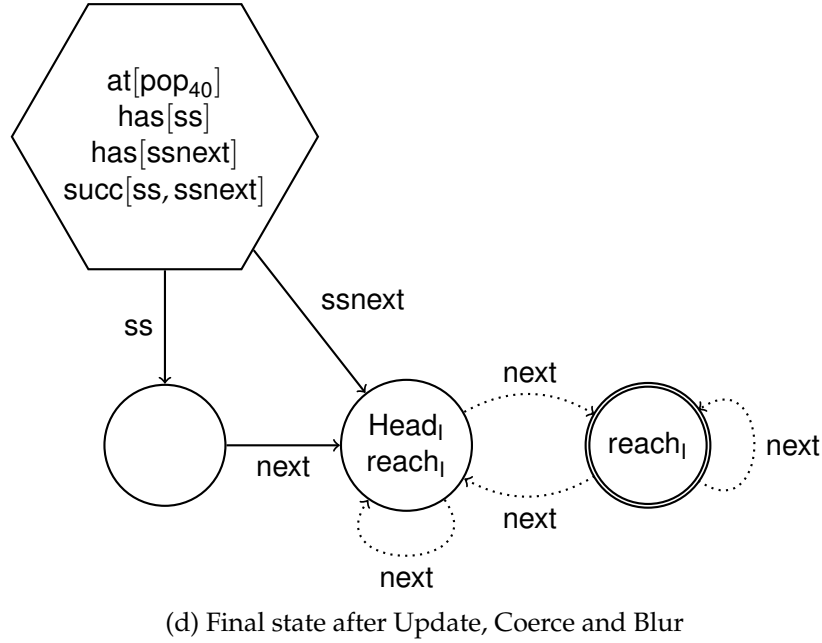 at[pop₄₀]
has[ss]
has[ssnext]
succ[ss, ssnext]
ssnext
ss
next
Headₗ
reachₗ
reachₗ
next
next
next
next
(d) Final state after Update, Coerce and Blur